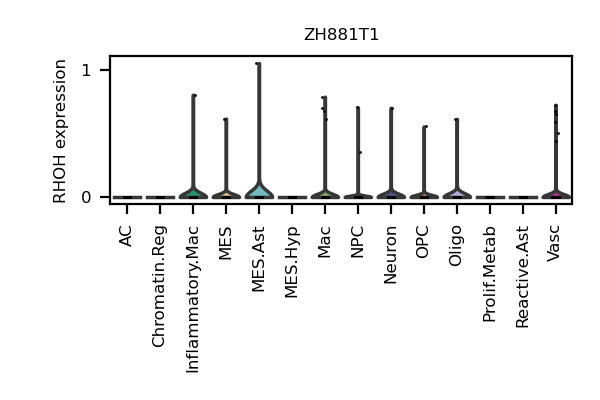 ZH881T1
RHOH expression
1
0
AC
Chromatin.Reg
Inflammatory.Mac
MES
MES.Ast
MES.Hyp
Mac
NPC
Neuron
OPC
Oligo
Prolif.Metab
Reactive.Ast
Vasc